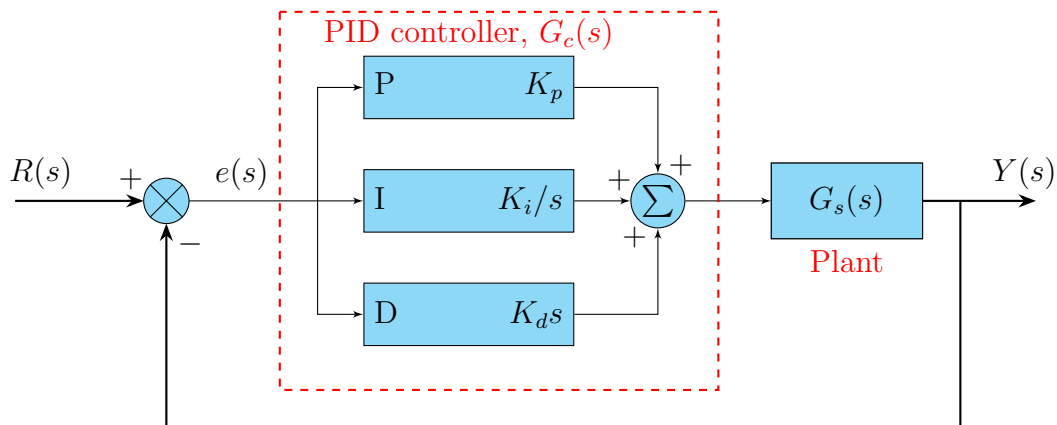 PID controller, G_c(s)
P K_p
+
R(s) + e(s) + Y(s)
I K_i/s ∑ G_s(s)
− +
Plant
D K_d s